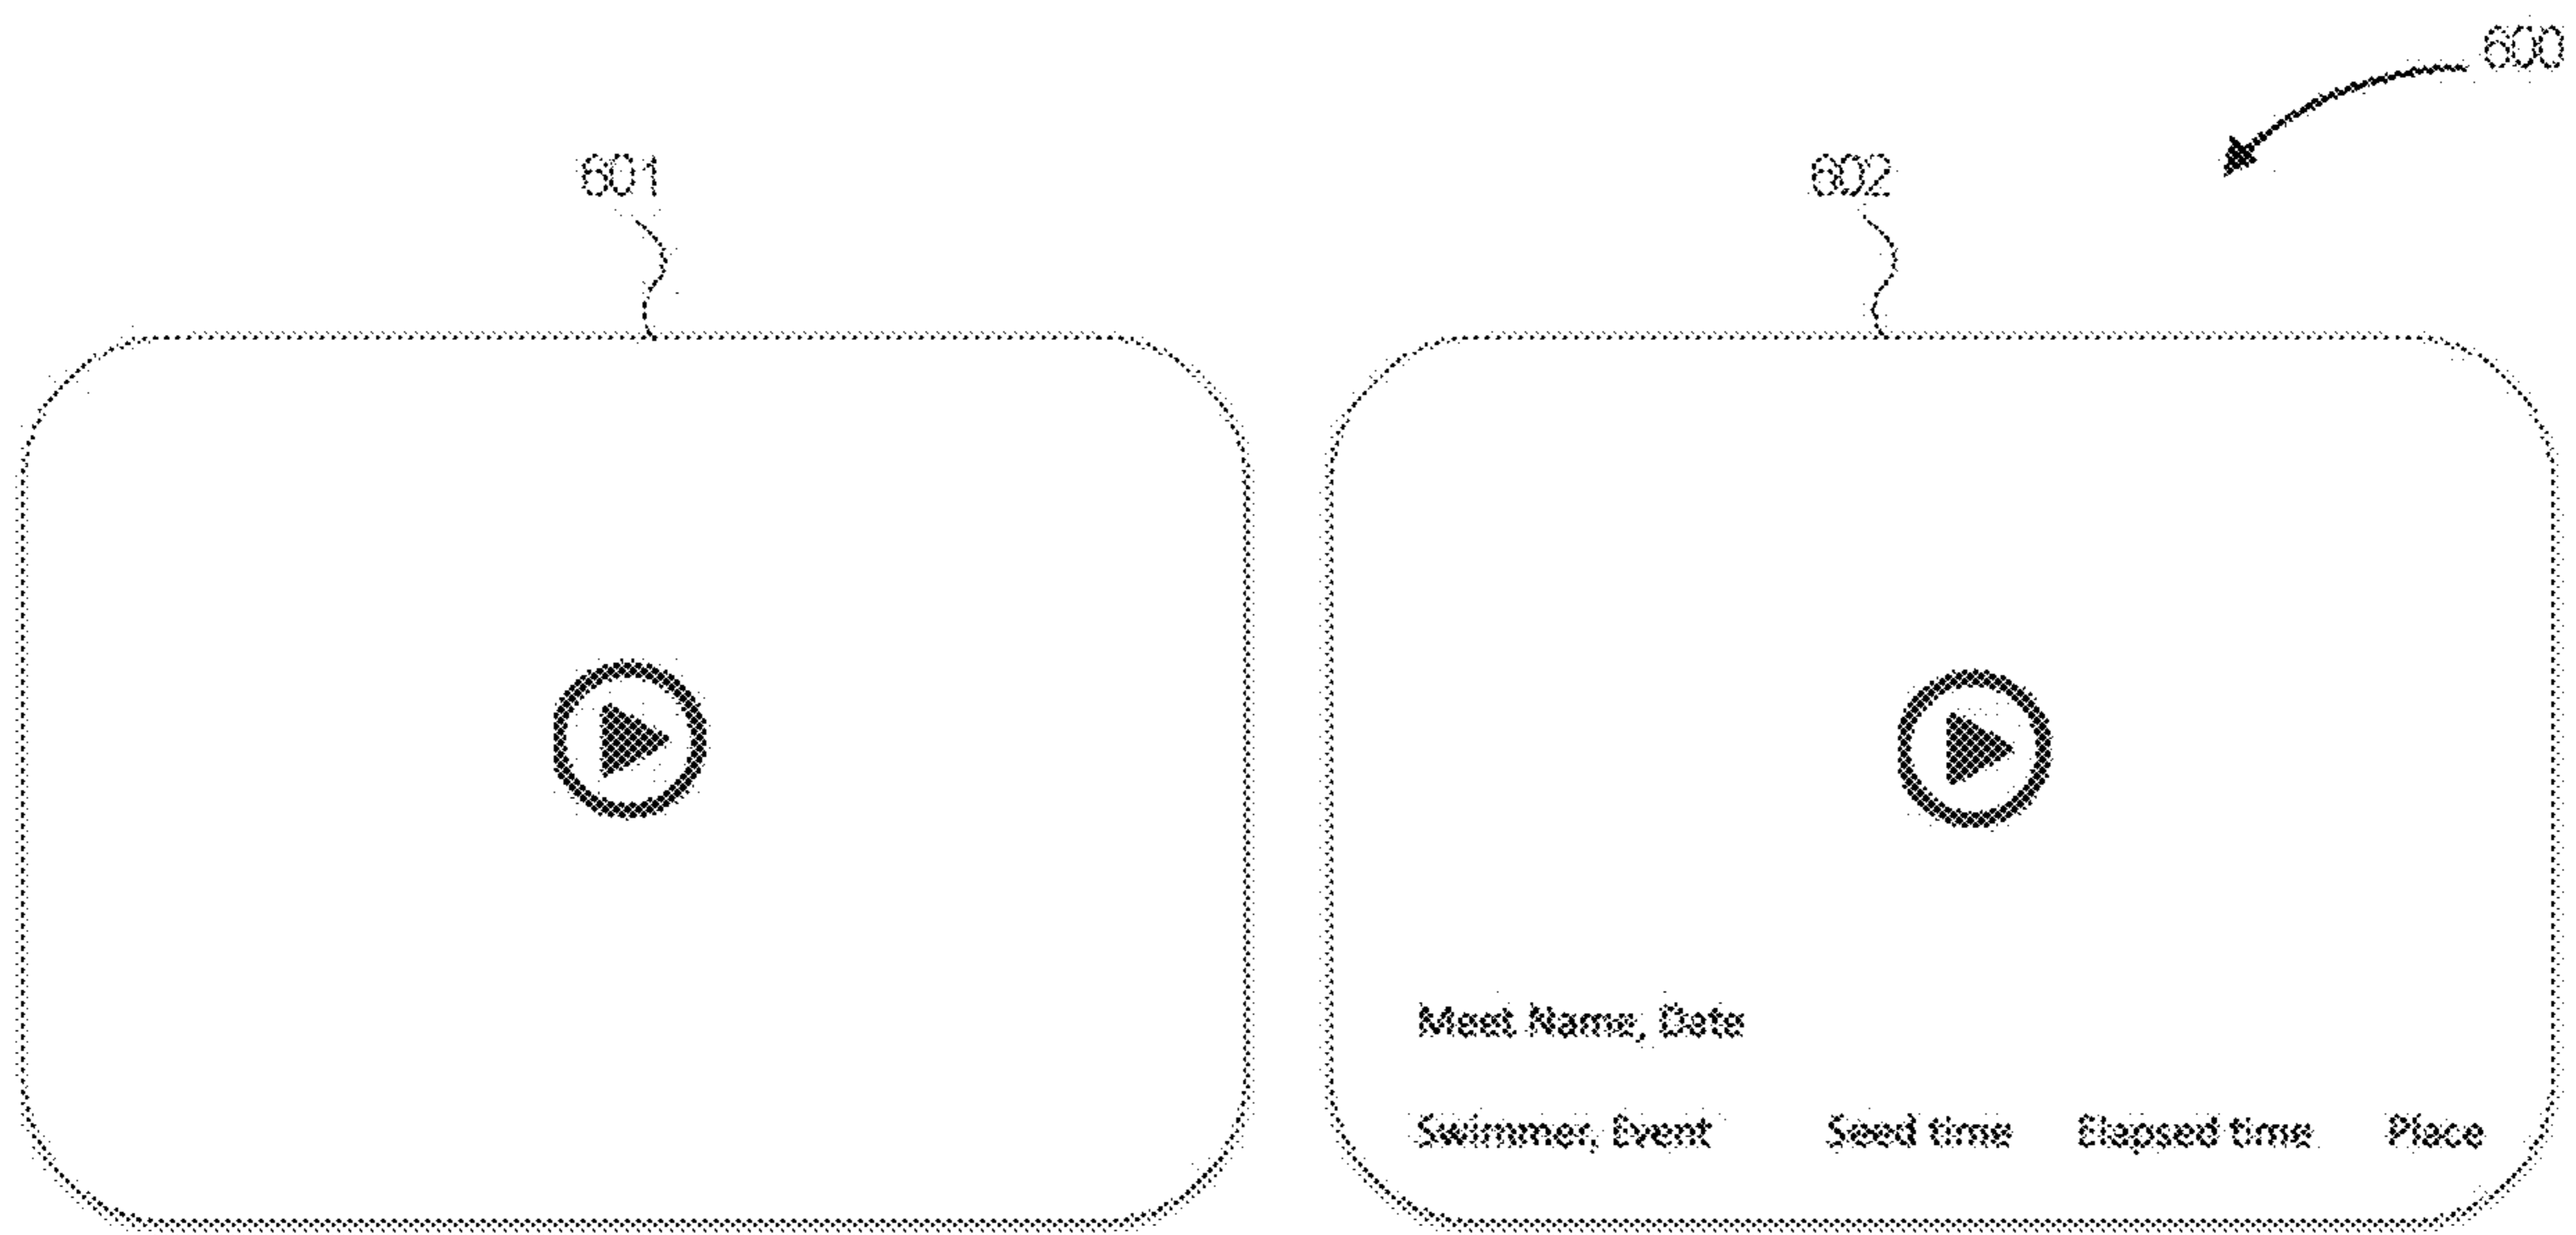 600
601
602
Meet Name, Date
Swimmer, Event Seed time Elapsed time Place